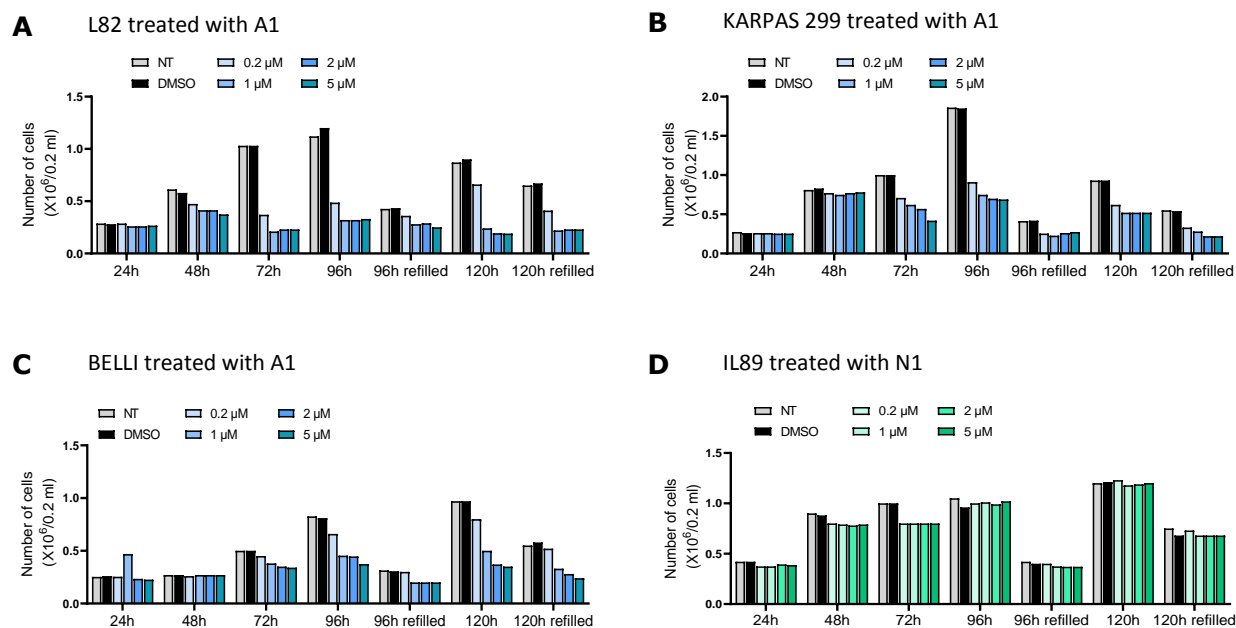 A L82 treated with A1
NT 0.2 µM 2 µM
DMSO 1 µM 5 µM
Number of cells
(X10⁶/0.2 ml)
1.5
1.0
0.5
0.0
24h 48h 72h 96h 96h refilled 120h 120h refilled
B KARPAS 299 treated with A1
NT 0.2 µM 2 µM
DMSO 1 µM 5 µM
Number of cells
(X10⁶/0.2 ml)
2.0
1.5
1.0
0.5
0.0
24h 48h 72h 96h 96h refilled 120h 120h refilled
C BELLI treated with A1
NT 0.2 µM 2 µM
DMSO 1 µM 5 µM
Number of cells
(X10⁶/0.2 ml)
1.5
1.0
0.5
0.0
24h 48h 72h 96h 96h refilled 120h 120h refilled
D IL89 treated with N1
NT 0.2 µM 2 µM
DMSO 1 µM 5 µM
Number of cells
(X10⁶/0.2 ml)
1.5
1.0
0.5
0.0
24h 48h 72h 96h 96h refilled 120h 120h refilled